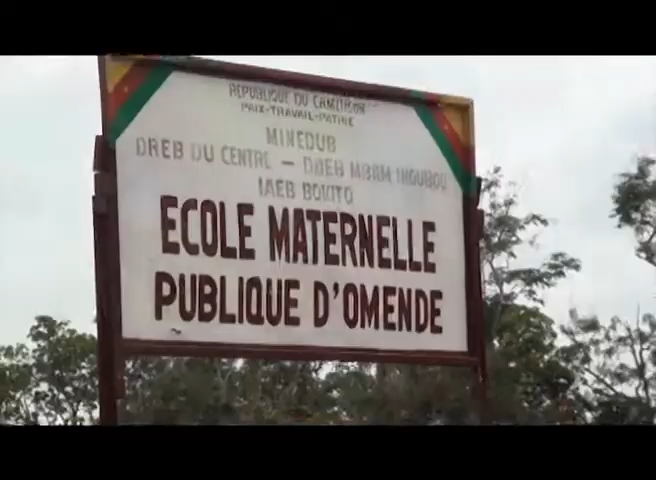 REPUBLIQUE DU CAMEROUN
PAIX-TRAVAIL-PATRIE
MINEDUB
DREB DU CENTRE - DDEB MBAM INOUBOU
IAEB BOKITO
ECOLE MATERNELLE
PUBLIQUE D'OMENDE